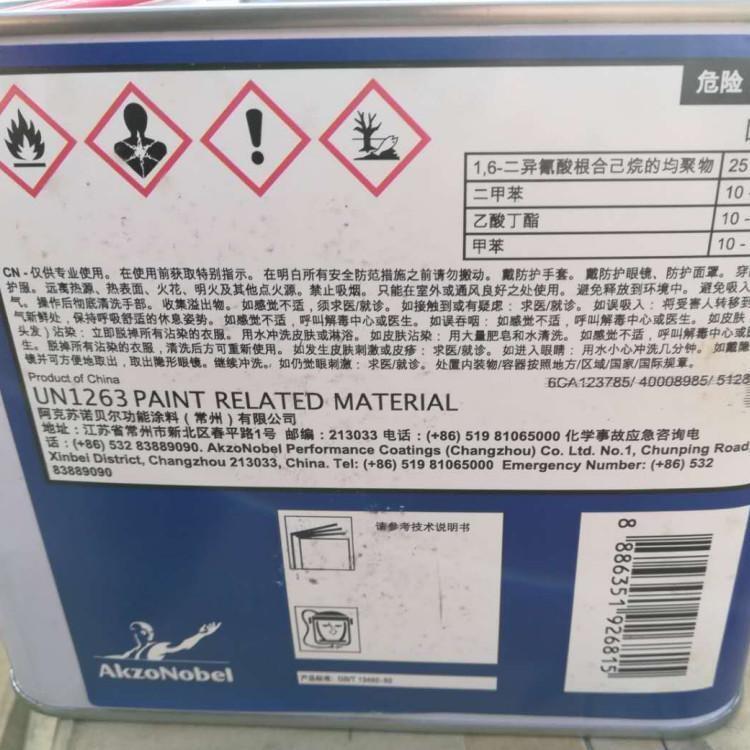 危险
1,6-二异氰酸根合己烷的均聚物 25
二甲苯 10 -
乙酸丁酯 10 -
甲苯 10 -
CN - 仅供专业使用。 在使用前获取特别指示。 在明白所有安全防范措施之前请勿搬动。 戴防护手套。 戴防护眼镜、防护面罩。 穿防
护服。 远离热源、热表面、火花、明火以及其他点火源。禁止吸烟。 只能在室外或通风良好之处使用。 避免释放到环境中。 避免吸入
气。 操作后彻底清洗手部。 收集溢出物。 如感觉不适，须求医/就诊。 如接触到或有疑虑： 求医/就诊。 如误吸入： 将受害人转移到
气新鲜处，保持呼吸舒适的休息姿势。 如感觉不适，呼叫解毒中心或医生。 如误吞咽： 如感觉不适，呼叫解毒中心或医生。 如皮肤
头发）沾染：立即脱掉所有沾染的衣服。 用水冲洗皮肤或淋浴。 如皮肤沾染： 用大量肥皂和水清洗。 如感觉不适，呼叫解毒中心或
生。 脱掉所有沾染的衣服，清洗后方可重新使用。 如发生皮肤刺激或皮疹： 求医/就诊。 如进入眼睛： 用水小心冲洗几分钟。 如戴隐
镜并可方便地取出，取出隐形眼镜。继续冲洗。 如仍觉眼刺激： 求医/就诊。 处置内装物/容器按照地方/区域/国家/国际规章。
Product of China
6CA123785/ 40008985/ 5128
UN1263 PAINT RELATED MATERIAL
阿克苏诺贝尔功能涂料（常州）有限公司
地址：江苏省常州市新北区春平路1号 邮编：213033 电话：(+86) 519 81065000 化学事故应急咨询电
话：(+86) 532 83889090. AkzoNobel Performance Coatings (Changzhou) Co. Ltd. No.1, Chunping Road,
Xinbei District, Changzhou 213033, China. Tel: (+86) 519 81065000 Emergency Number: (+86) 532
83889090
请参考技术说明书
8 886351 926815
AkzoNobel
产品标准：GB/T 13492-92